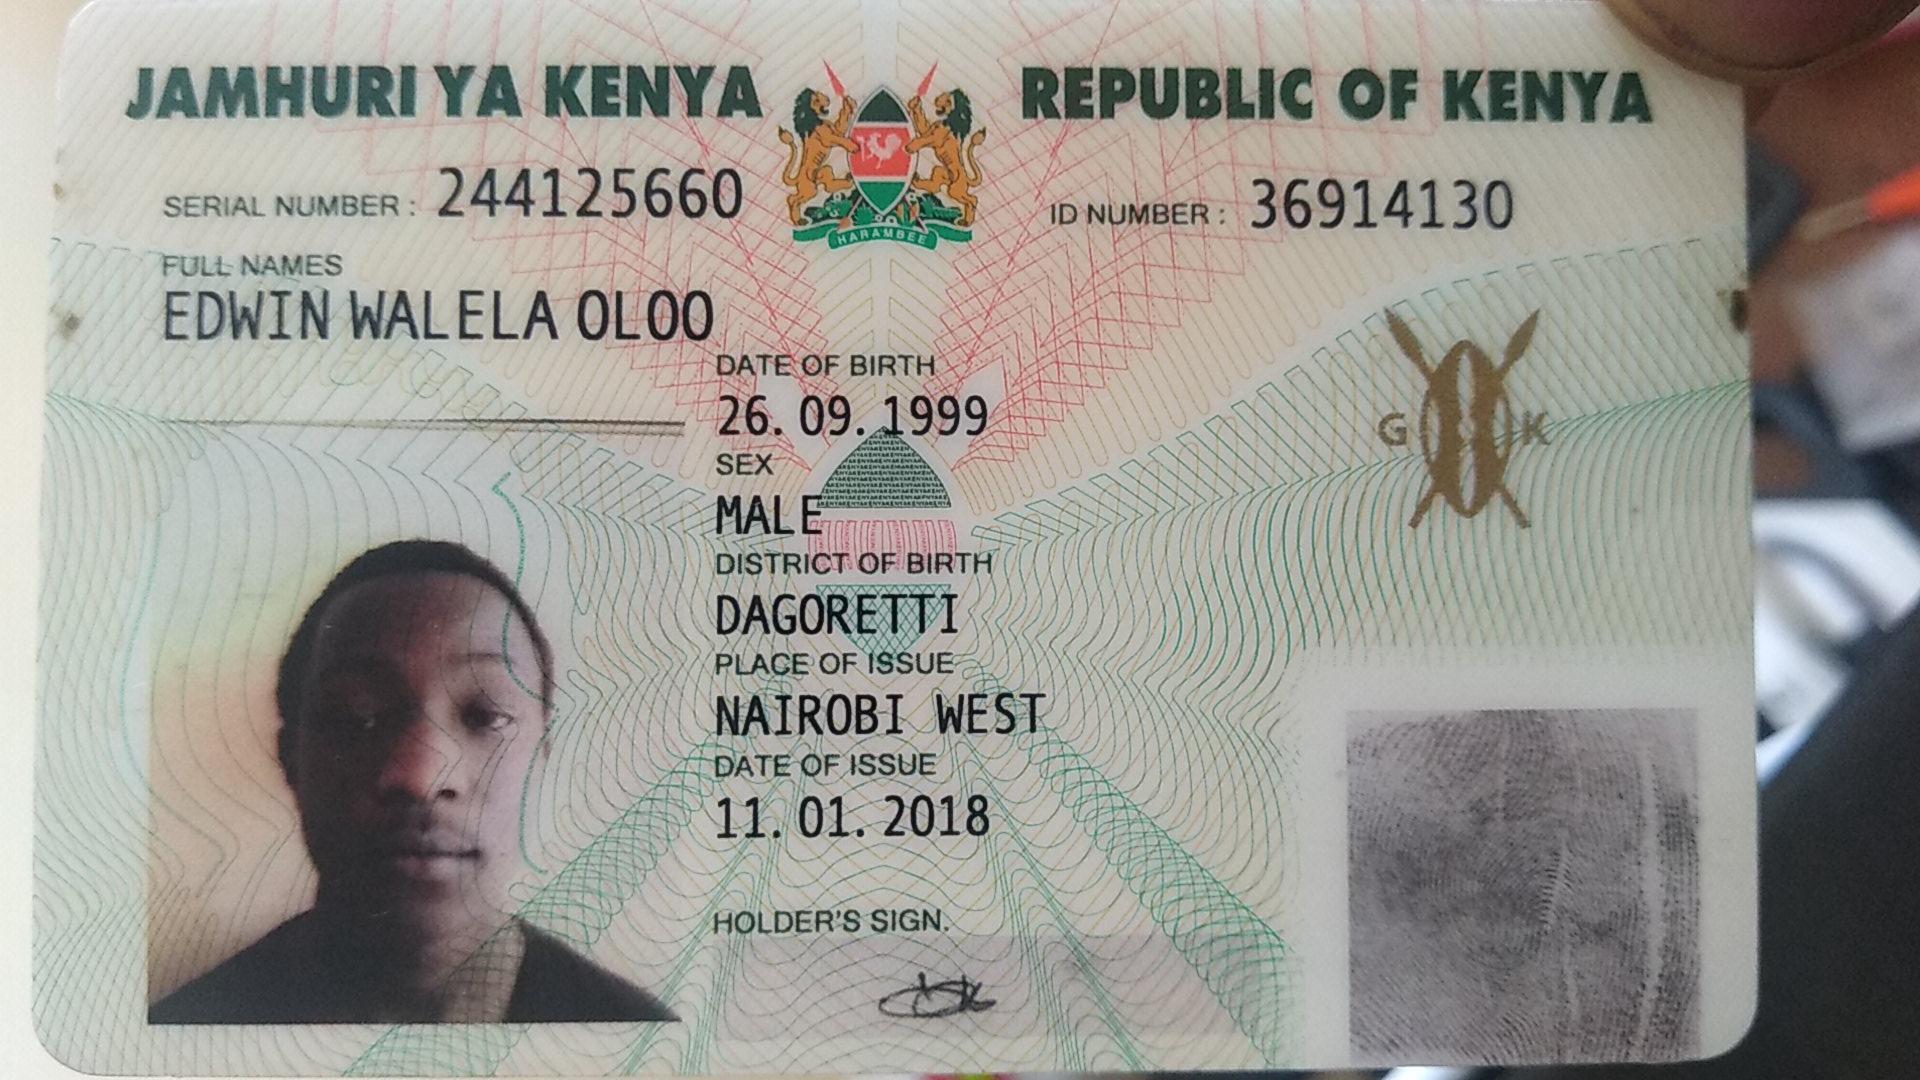 JAMHURI YA KENYA REPUBLIC OF KENYA
SERIAL NUMBER : 244125660 ID NUMBER : 36914130
HARAMBEE
FULL NAMES
EDWIN WALELA OLOO
DATE OF BIRTH
26. 09. 1999
G K
SEX
MALE
DISTRICT OF BIRTH
DAGORETTI
PLACE OF ISSUE
NAIROBI WEST
DATE OF ISSUE
11. 01. 2018
HOLDER'S SIGN.